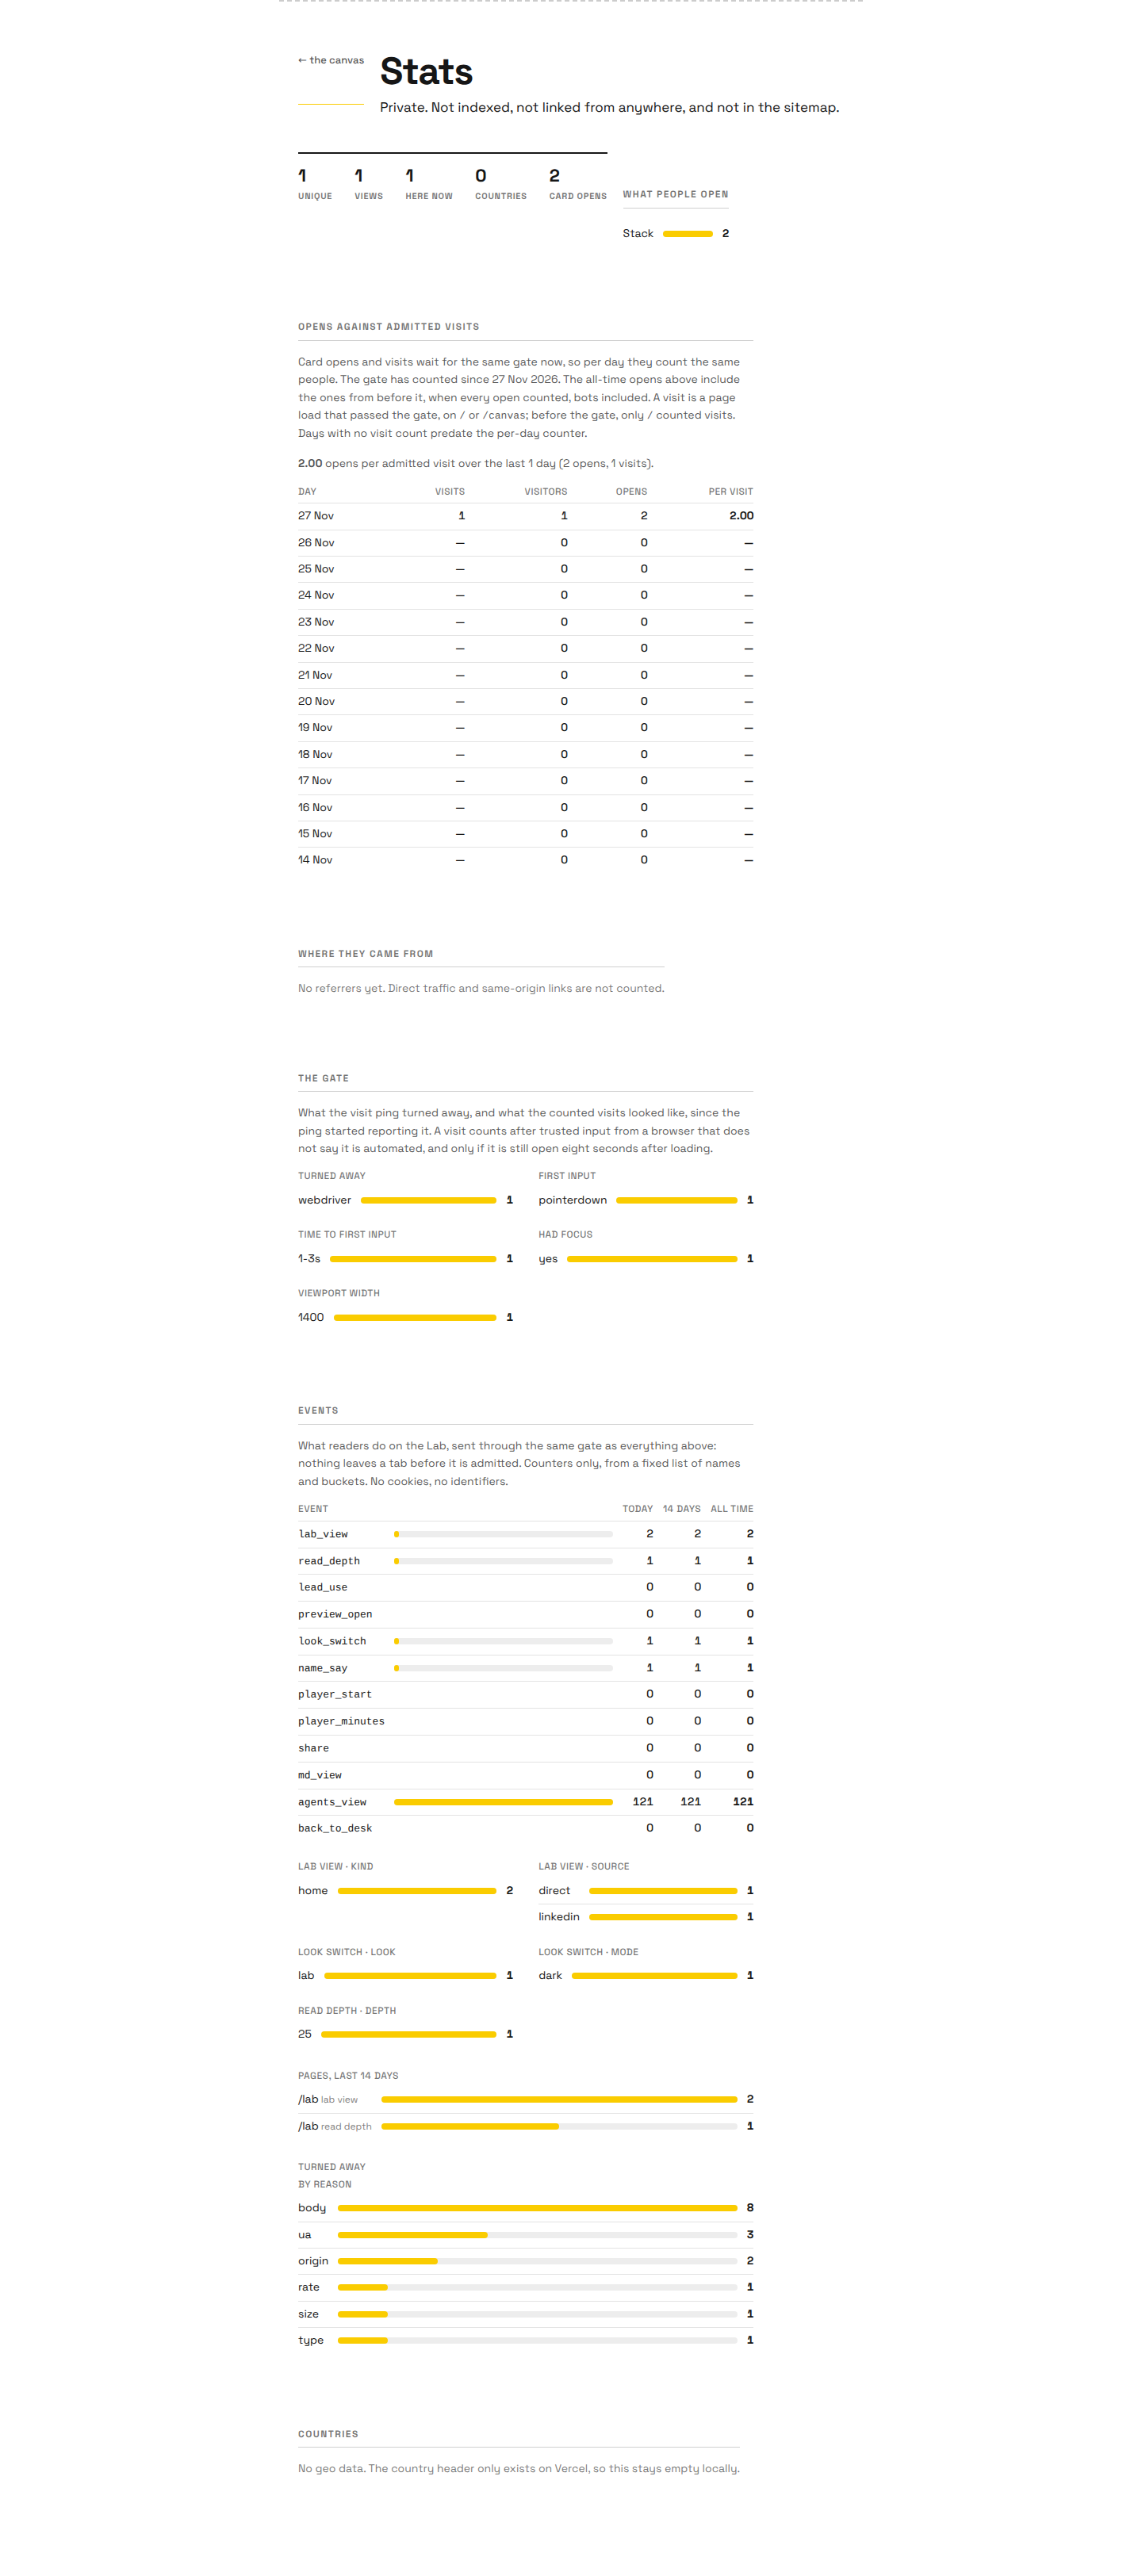 ← the canvas
Stats
Private. Not indexed, not linked from anywhere, and not in the sitemap.
1 1 1 0 2
UNIQUE VIEWS HERE NOW COUNTRIES CARD OPENS
WHAT PEOPLE OPEN
Stack 2
OPENS AGAINST ADMITTED VISITS
Card opens and visits wait for the same gate now, so per day they count the same
people. The gate has counted since 27 Nov 2026. The all-time opens above include
the ones from before it, when every open counted, bots included. A visit is a page
load that passed the gate, on / or /canvas; before the gate, only / counted visits.
Days with no visit count predate the per-day counter.
2.00 opens per admitted visit over the last 1 day (2 opens, 1 visits).
DAY VISITS VISITORS OPENS PER VISIT
27 Nov 1 1 2 2.00
26 Nov — 0 0 —
25 Nov — 0 0 —
24 Nov — 0 0 —
23 Nov — 0 0 —
22 Nov — 0 0 —
21 Nov — 0 0 —
20 Nov — 0 0 —
19 Nov — 0 0 —
18 Nov — 0 0 —
17 Nov — 0 0 —
16 Nov — 0 0 —
15 Nov — 0 0 —
14 Nov — 0 0 —
WHERE THEY CAME FROM
No referrers yet. Direct traffic and same-origin links are not counted.
THE GATE
What the visit ping turned away, and what the counted visits looked like, since the
ping started reporting it. A visit counts after trusted input from a browser that does
not say it is automated, and only if it is still open eight seconds after loading.
TURNED AWAY
webdriver 1
FIRST INPUT
pointerdown 1
TIME TO FIRST INPUT
1-3s 1
HAD FOCUS
yes 1
VIEWPORT WIDTH
1400 1
EVENTS
What readers do on the Lab, sent through the same gate as everything above:
nothing leaves a tab before it is admitted. Counters only, from a fixed list of names
and buckets. No cookies, no identifiers.
EVENT TODAY 14 DAYS ALL TIME
lab_view 2 2 2
read_depth 1 1 1
lead_use 0 0 0
preview_open 0 0 0
look_switch 1 1 1
name_say 1 1 1
player_start 0 0 0
player_minutes 0 0 0
share 0 0 0
md_view 0 0 0
agents_view 121 121 121
back_to_desk 0 0 0
LAB VIEW · KIND
home 2
LAB VIEW · SOURCE
direct 1
linkedin 1
LOOK SWITCH · LOOK
lab 1
LOOK SWITCH · MODE
dark 1
READ DEPTH · DEPTH
25 1
PAGES, LAST 14 DAYS
/lab lab view 2
/lab read depth 1
TURNED AWAY
BY REASON
body 8
ua 3
origin 2
rate 1
size 1
type 1
COUNTRIES
No geo data. The country header only exists on Vercel, so this stays empty locally.